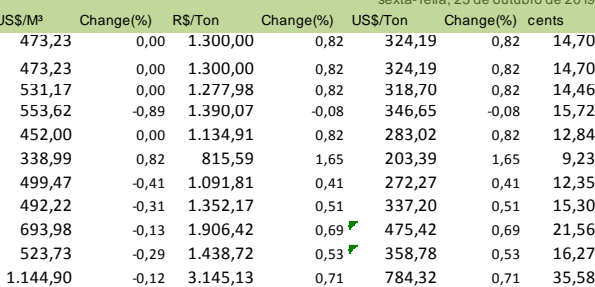 sexta-feira, 25 de outubro de 2019
US$/M³ Change(%) R$/Ton Change(%) US$/Ton Change(%) cents
473,23 0,00 1.300,00 0,82 324,19 0,82 14,70
473,23 0,00 1.300,00 0,82 324,19 0,82 14,70
531,17 0,00 1.277,98 0,82 318,70 0,82 14,46
553,62 -0,89 1.390,07 -0,08 346,65 -0,08 15,72
452,00 0,00 1.134,91 0,82 283,02 0,82 12,84
338,99 0,82 815,59 1,65 203,39 1,65 9,23
499,47 -0,41 1.091,81 0,41 272,27 0,41 12,35
492,22 -0,31 1.352,17 0,51 337,20 0,51 15,30
693,98 -0,13 1.906,42 0,69 475,42 0,69 21,56
523,73 -0,29 1.438,72 0,53 358,78 0,53 16,27
1.144,90 -0,12 3.145,13 0,71 784,32 0,71 35,58